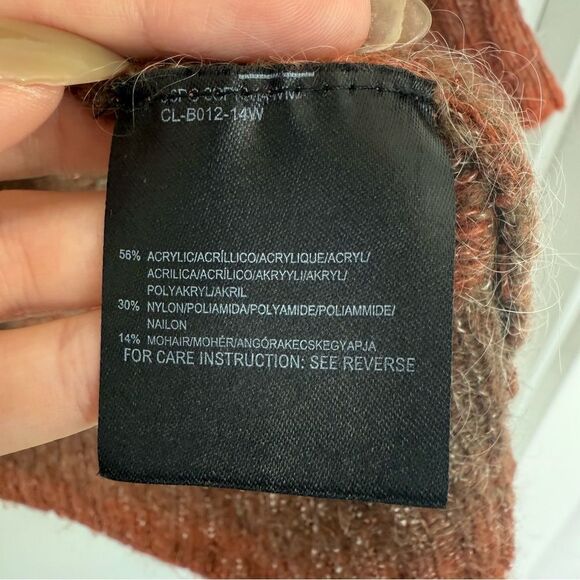 CL-B012-14W
56% ACRYLIC/ACRÍLLICO/ACRYLIQUE/ACRYL/
ACRILICA/ACRÍLICO/AKRYYLI/AKRYL/
POLYAKRYL/AKRIL
30% NYLON/POLIAMIDA/POLYAMIDE/POLIAMMIDE/
NAILON
14% MOHAIR/MOHÉR/ANGÓRAKECSKEGYAPJA
FOR CARE INSTRUCTION: SEE REVERSE